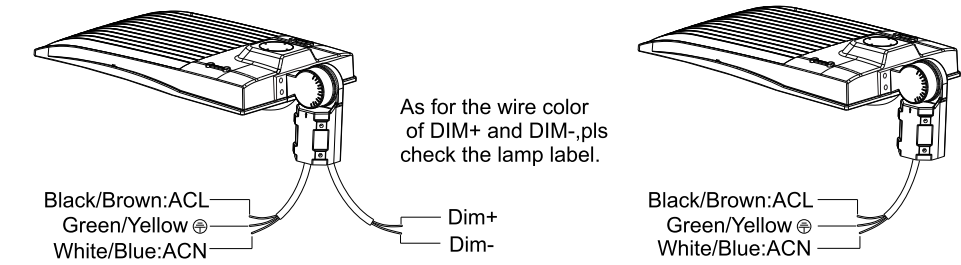 As for the wire color
of DIM+ and DIM-,pls
check the lamp label.
Black/Brown:ACL
Green/Yellow
White/Blue:ACN
Dim+
Dim-
Black/Brown:ACL
Green/Yellow
White/Blue:ACN